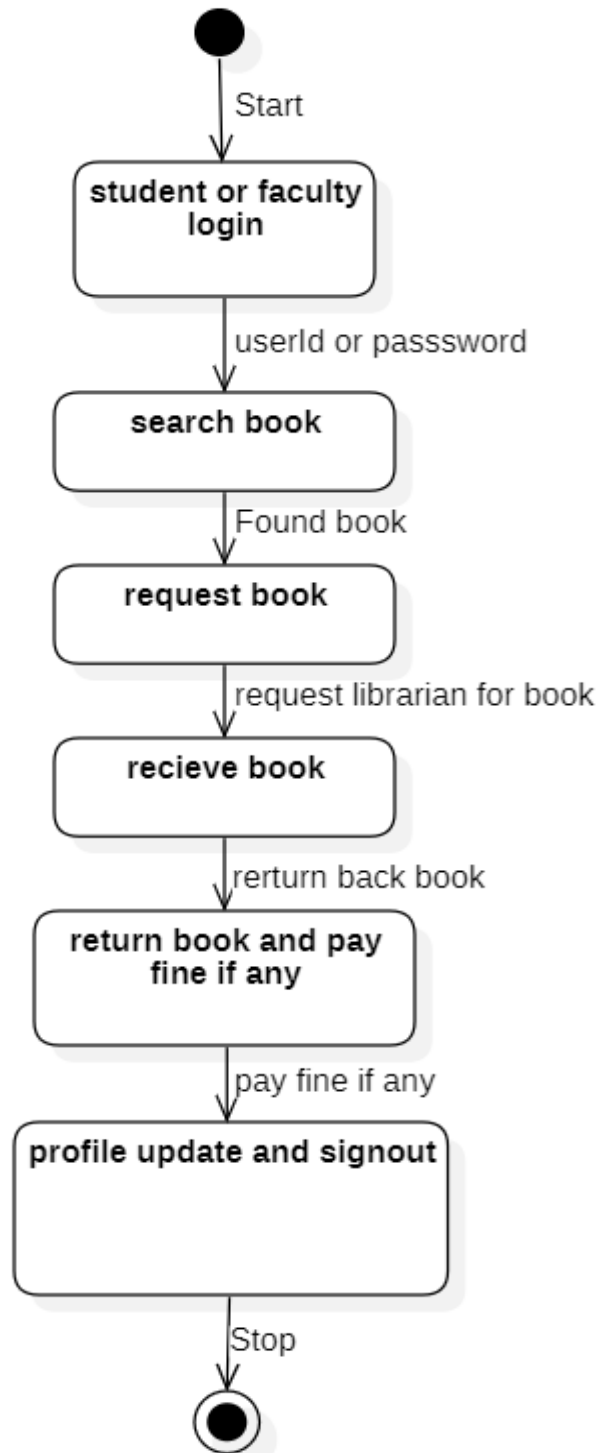 Start
student or faculty
login
userId or passsword
search book
Found book
request book
request librarian for book
recieve book
rerturn back book
return book and pay
fine if any
pay fine if any
profile update and signout
Stop